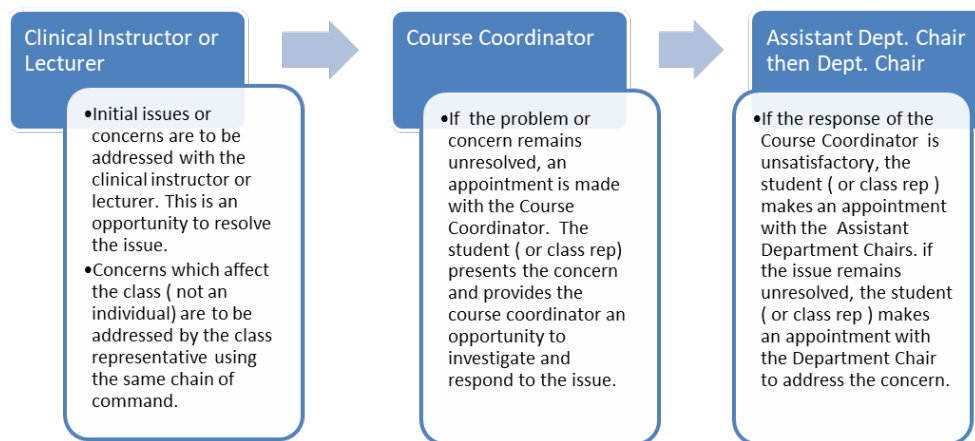 Clinical Instructor or
Lecturer
•Initial issues or
concerns are to be
addressed with the
clinical instructor or
lecturer. This is an
opportunity to resolve
the issue.
•Concerns which affect
the class ( not an
individual) are to be
addressed by the class
representative using
the same chain of
command.
Course Coordinator
•If the problem or
concern remains
unresolved, an
appointment is made
with the Course
Coordinator. The
student ( or class rep)
presents the concern
and provides the
course coordinator an
opportunity to
investigate and
respond to the issue.
Assistant Dept. Chair
then Dept. Chair
•If the response of the
Course Coordinator is
unsatisfactory, the
student ( or class rep )
makes an appointment
with the Assistant
Department Chairs. if
the issue remains
unresolved, the student
( or class rep ) makes
an appointment with
the Department Chair
to address the concern.